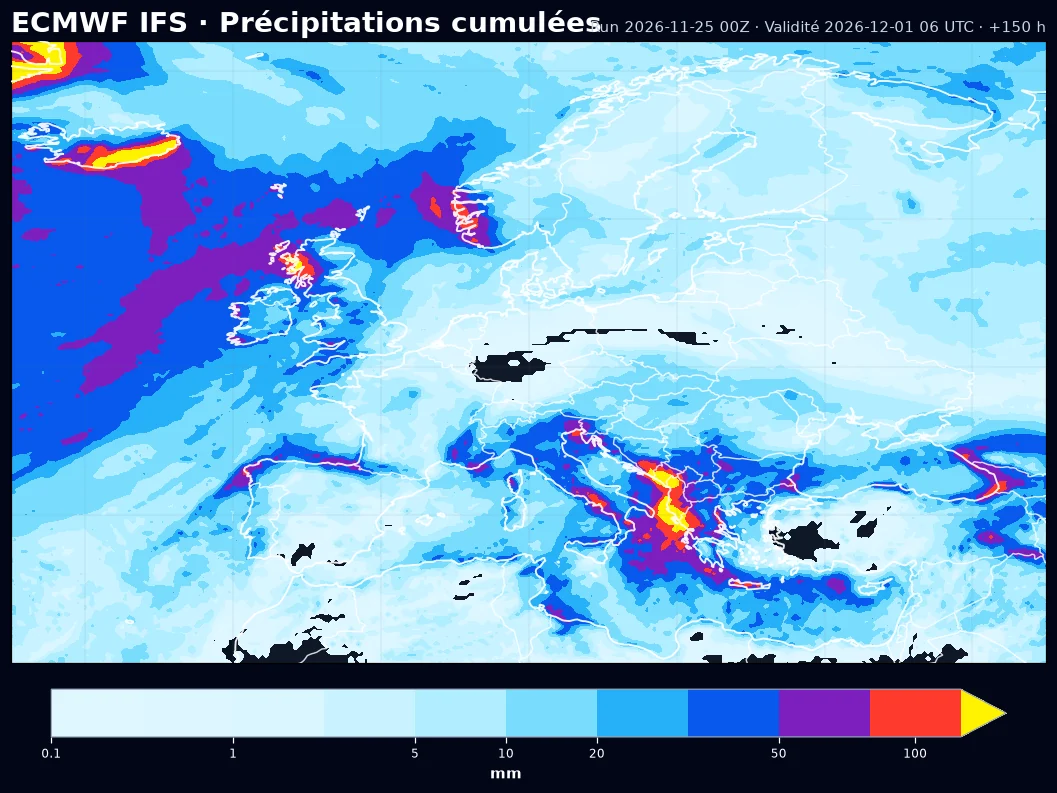 ECMWF IFS · Précipitations cumulées
Run 2026-11-25 00Z · Validité 2026-12-01 06 UTC · +150 h
0.1 1 5 10 20 50 100
mm